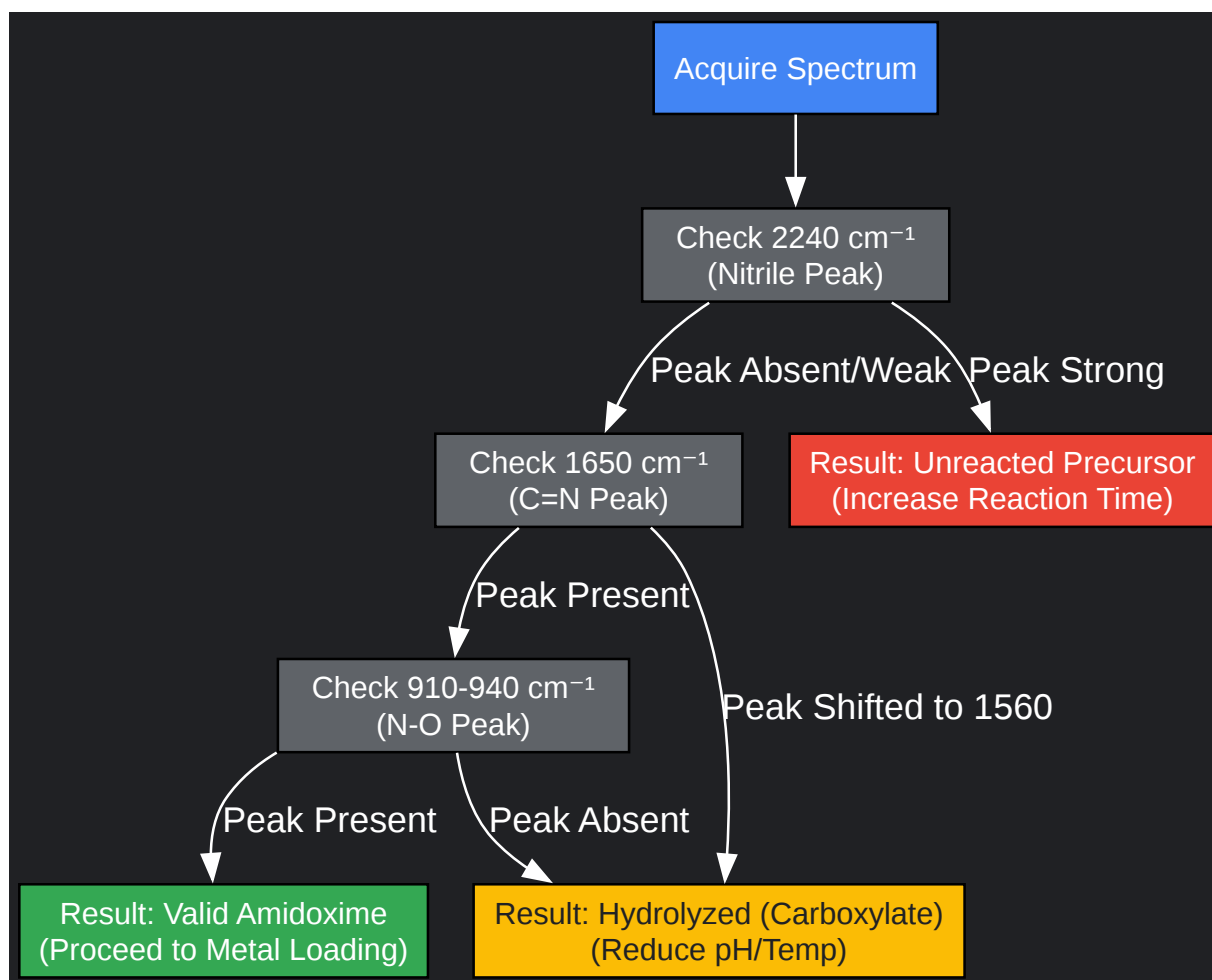 Acquire Spectrum
Check 2240 cm⁻¹
(Nitrile Peak)
Peak Absent/Weak
Peak Strong
Check 1650 cm⁻¹
(C=N Peak)
Result: Unreacted Precursor
(Increase Reaction Time)
Peak Present
Check 910-940 cm⁻¹
(N-O Peak)
Peak Shifted to 1560
Peak Present
Peak Absent
Result: Valid Amidoxime
(Proceed to Metal Loading)
Result: Hydrolyzed (Carboxylate)
(Reduce pH/Temp)